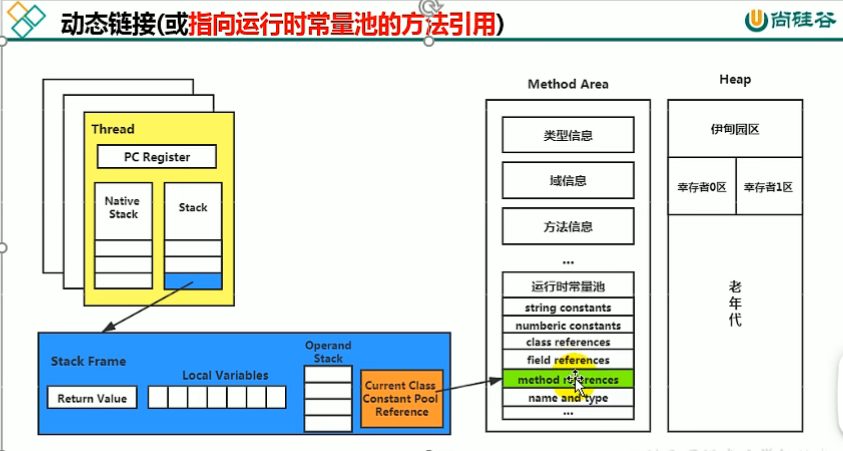 动态链接(或指向运行时常量池的方法引用)
尚硅谷
Thread
PC Register
Native
Stack
Stack
Stack Frame
Return Value
Local Variables
Operand
Stack
Current Class
Constant Pool
Reference
Method Area
类型信息
域信息
方法信息
...
运行时常量池
string constants
numberic constants
class references
field references
method references
name and type
...
Heap
伊甸园区
幸存者0区
幸存者1区
老
年
代